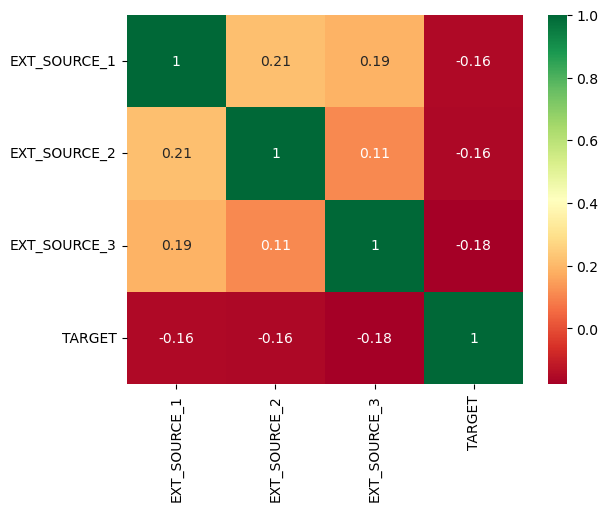 EXT_SOURCE_1 1 0.21 0.19 -0.16
EXT_SOURCE_2 0.21 1 0.11 -0.16
EXT_SOURCE_3 0.19 0.11 1 -0.18
TARGET -0.16 -0.16 -0.18 1
EXT_SOURCE_1
EXT_SOURCE_2
EXT_SOURCE_3
TARGET
1.0
0.8
0.6
0.4
0.2
0.0